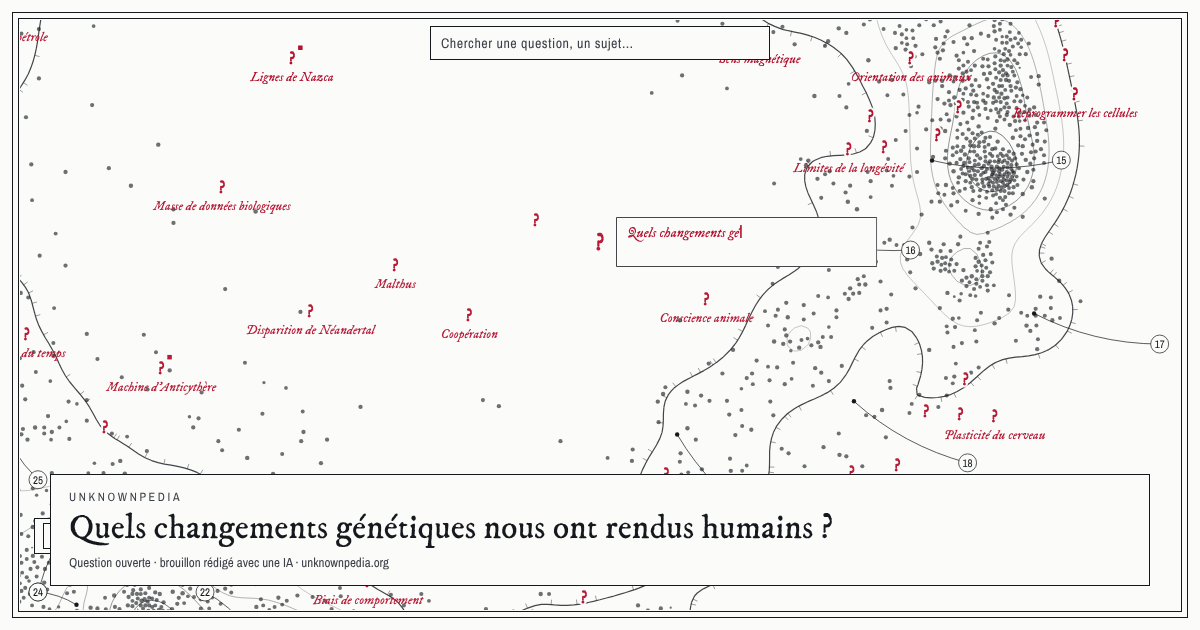 étrole
Chercher une question, un sujet...
Sens magnétique
Lignes de Nazca
Orientation des animaux
Reprogrammer les cellules
15
Limites de la longévité
Masse de données biologiques
Quels changements gé
16
Malthus
Conscience animale
Disparition de Néandertal
Coopération
17
du temps
Machine d'Anticythère
Plasticité du cerveau
18
25
UNKNOWNPEDIA
Quels changements génétiques nous ont rendus humains ?
Question ouverte · brouillon rédigé avec une IA · unknownpedia.org
24
22
Biais de comportement